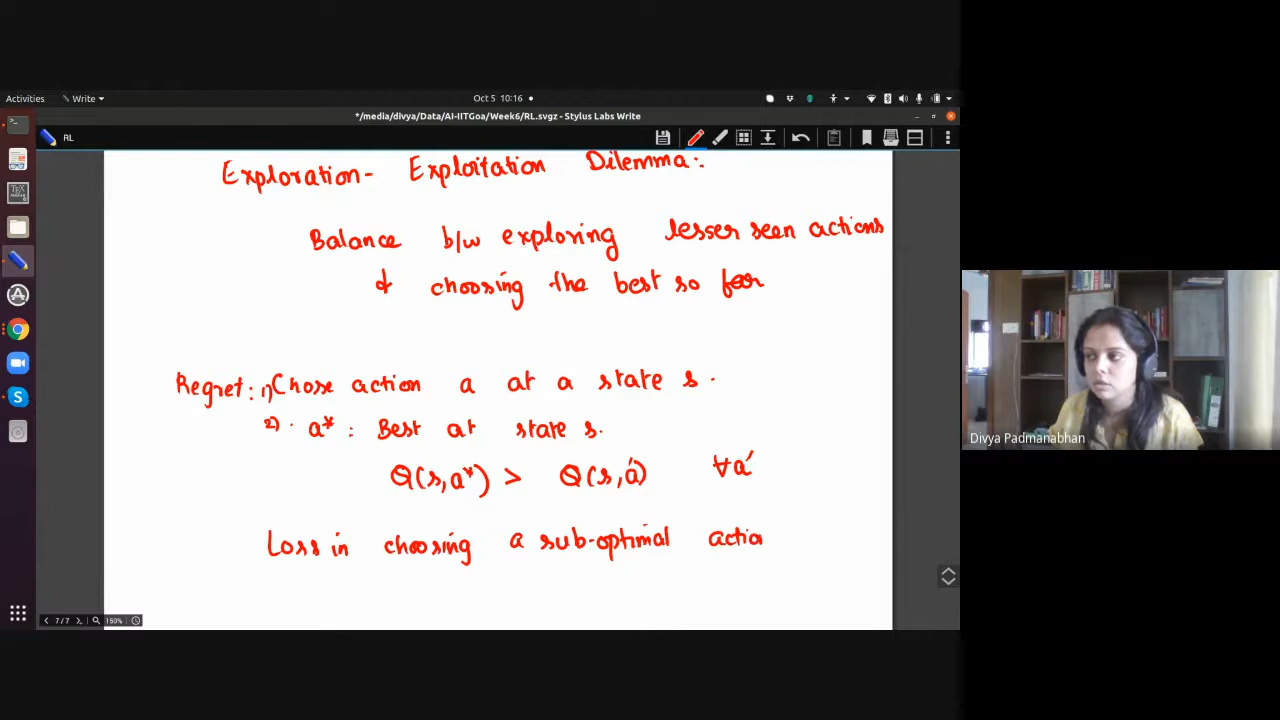 Activities
Write
Oct 5 10:16
*/media/divya/Data/AI-IITGoa/Week6/RL.svgz - Stylus Labs Write
RL
Exploration- Exploitation Dilemma:.
Balance b/w exploring lesser seen actions
& choosing the best so far
Regret: 1) Chose action a at a state s.
2) . a* : Best at state s.
Q(s,a*) > Q(s,a') ∀a'
Loss in choosing a sub-optimal actio
Divya Padmanabhan
7/7
150%